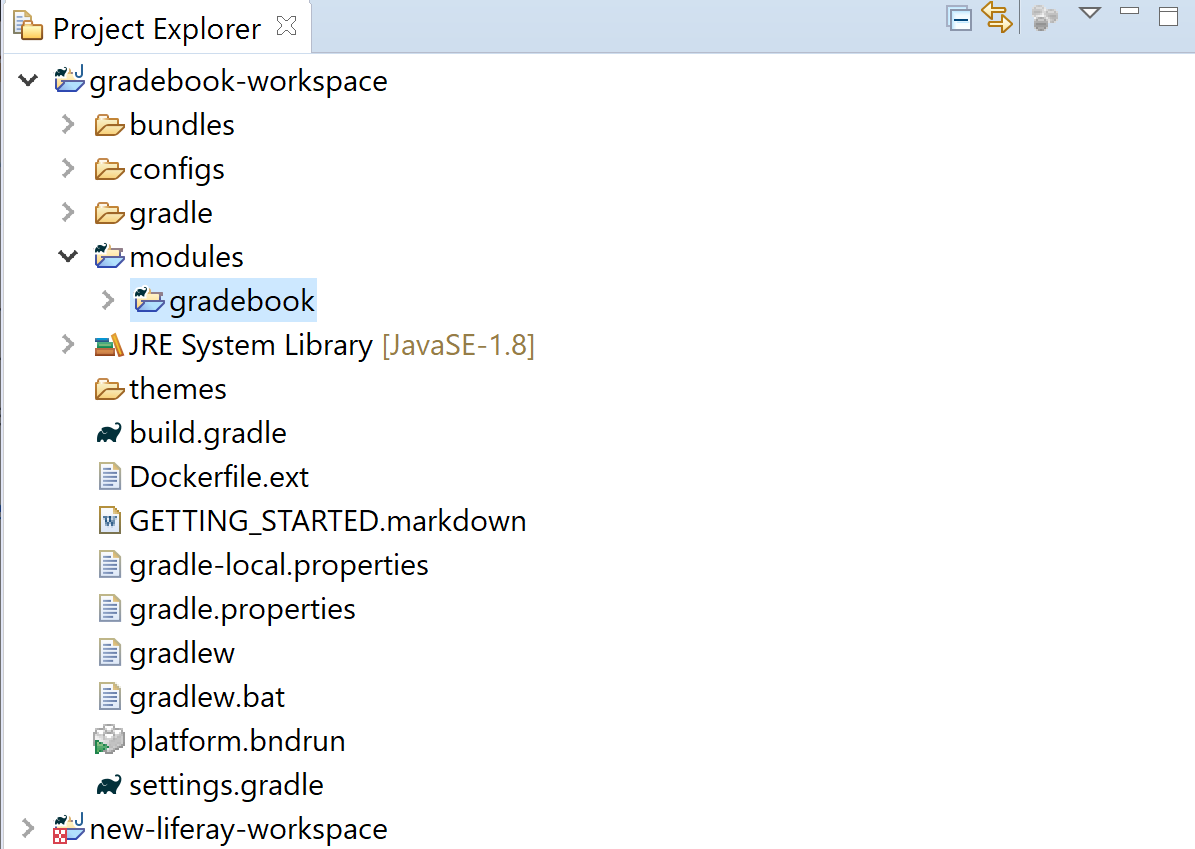 Project Explorer
gradebook-workspace
bundles
configs
gradle
modules
gradebook
JRE System Library [JavaSE-1.8]
themes
build.gradle
Dockerfile.ext
GETTING_STARTED.markdown
gradle-local.properties
gradle.properties
gradlew
gradlew.bat
platform.bndrun
settings.gradle
new-liferay-workspace